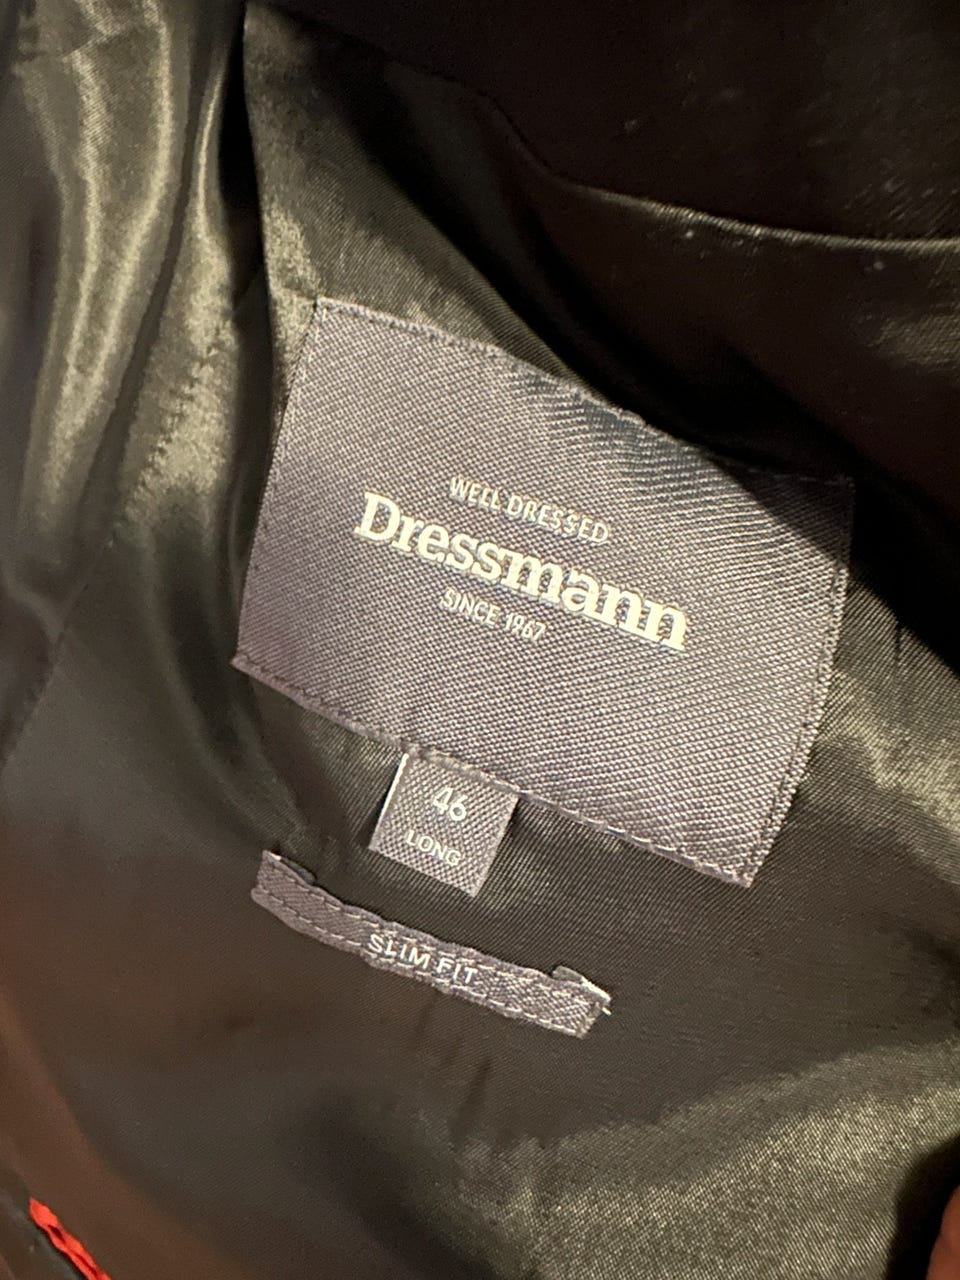 WELL DRESSED
Dressmann
SINCE 1967
46
LONG
SLIM FIT